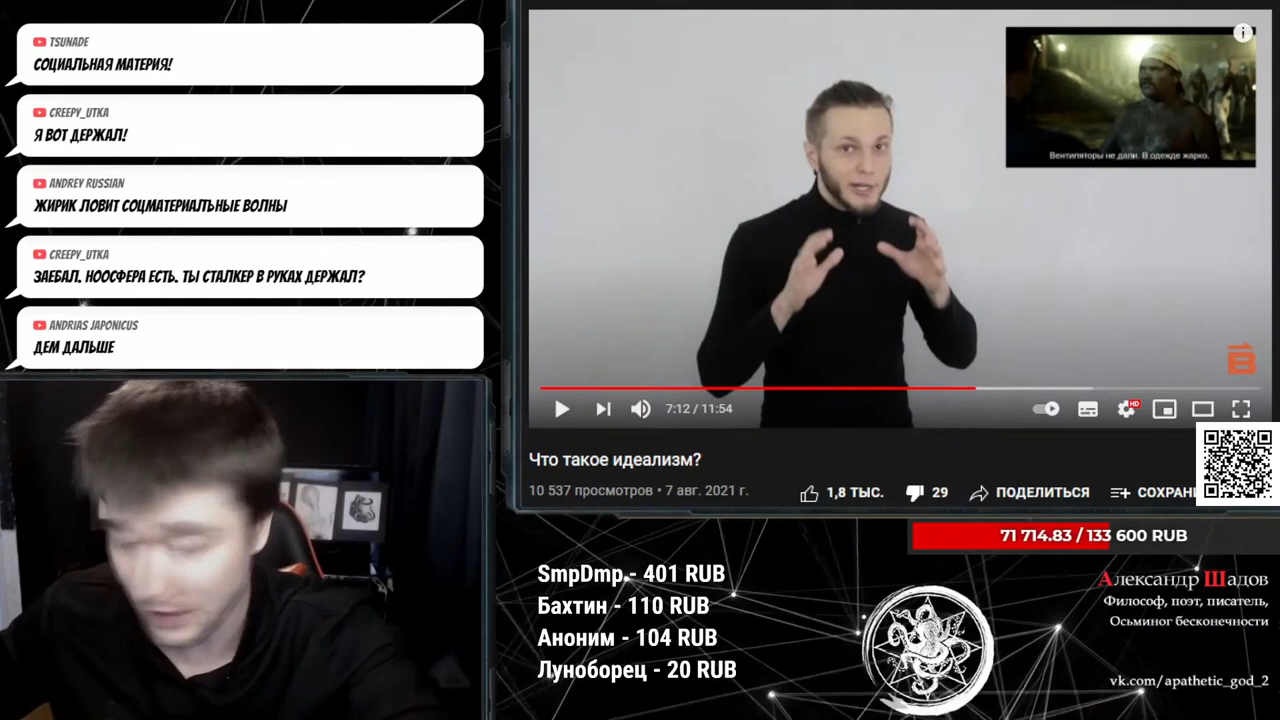 TSUNADE
СОЦИАЛЬНАЯ МАТЕРИЯ!
CREEPY_UTKA
Я ВОТ ДЕРЖАЛ!
ANDREY RUSSIAN
ЖИРИК ЛОВИТ СОЦМАТЕРИАЛЪНЫЕ ВОЛНЫ
CREEPY_UTKA
ЗАЕБАЛ. НООСФЕРА ЕСТЬ. ТЫ СТАЛКЕР В РУКАХ ДЕРЖАЛ?
ANDRIAS JAPONICUS
ДЕМ ДАЛЬШЕ
Вентиляторы не дали. В одежде жарко.
7:12 / 11:54
HD
Что такое идеализм?
10 537 просмотров • 7 авг. 2021 г.
1,8 ТЫС.
29
ПОДЕЛИТЬСЯ
СОХРАНИ
71 714.83 / 133 600 RUB
SmpDmp - 401 RUB
Бахтин - 110 RUB
Аноним - 104 RUB
Луноборец - 20 RUB
Александр Шадов
Философ, поэт, писатель,
Осьминог бесконечности
vk.com/apathetic_god_2